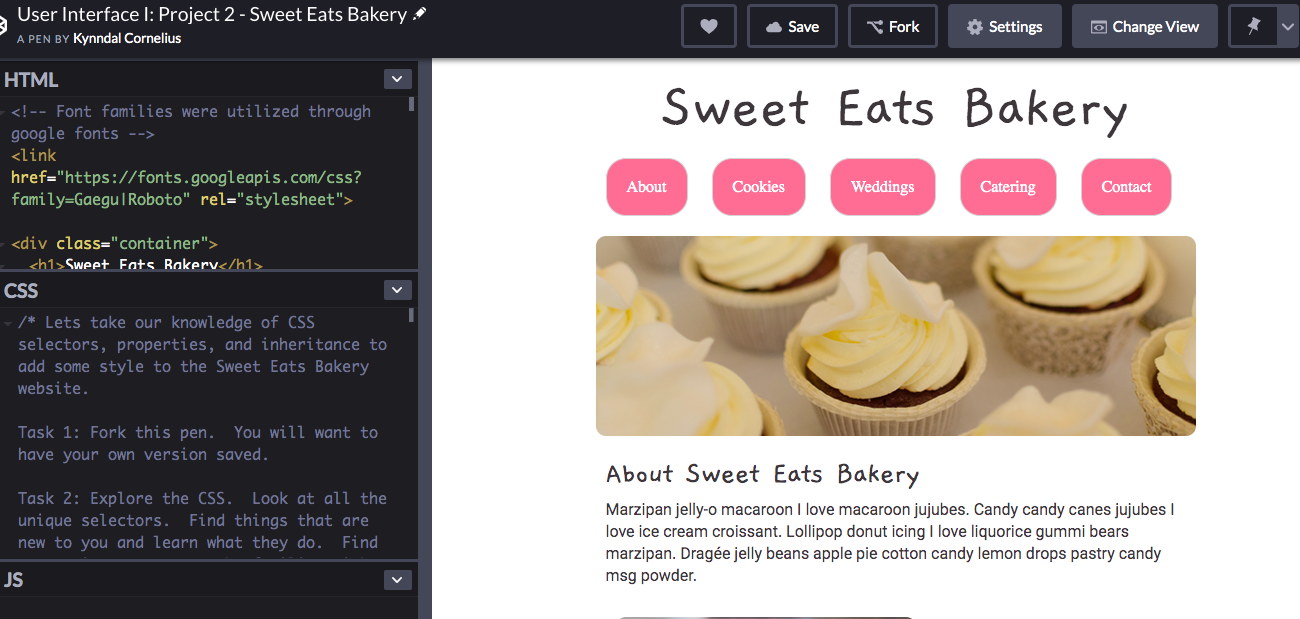 User Interface I: Project 2 - Sweet Eats Bakery
A PEN BY Kynndal Cornelius
Save
Fork
Settings
Change View
HTML
<!-- Font families were utilized through
google fonts -->
<link
href="https://fonts.googleapis.com/css?
family=Gaegu|Roboto" rel="stylesheet">
<div class="container">
<h1>Sweet Eats Bakery</h1>
CSS
/* Lets take our knowledge of CSS
selectors, properties, and inheritance to
add some style to the Sweet Eats Bakery
website.
Task 1: Fork this pen.  You will want to
have your own version saved.
Task 2: Explore the CSS.  Look at all the
unique selectors.  Find things that are
new to you and learn what they do.  Find
JS
Sweet Eats Bakery
About
Cookies
Weddings
Catering
Contact
About Sweet Eats Bakery
Marzipan jelly-o macaroon I love macaroon jujubes. Candy candy canes jujubes I
love ice cream croissant. Lollipop donut icing I love liquorice gummi bears
marzipan. Dragée jelly beans apple pie cotton candy lemon drops pastry candy
msg powder.